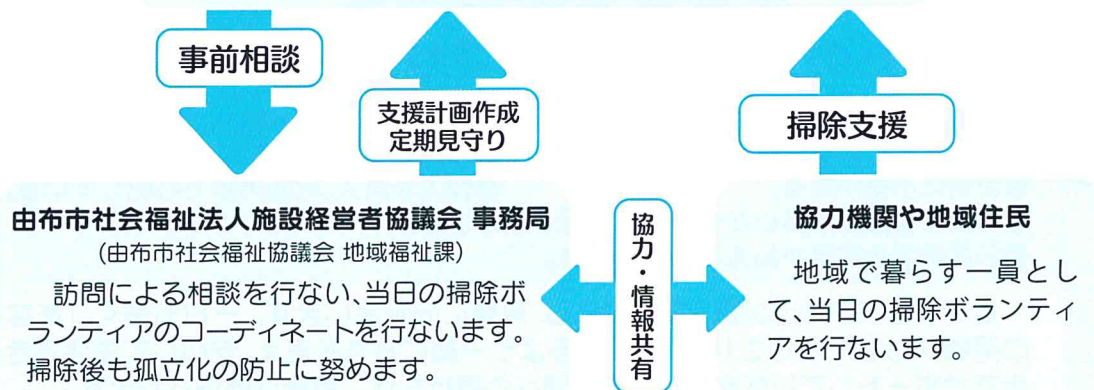 事前相談
支援計画作成
定期見守り
掃除支援
由布市社会福祉法人施設経営者協議会 事務局
(由布市社会福祉協議会 地域福祉課)
訪問による相談を行ない、当日の掃除ボ
ランティアのコーディネートを行ないます。
掃除後も孤立化の防止に努めます。
協力・情報共有
協力機関や地域住民
地域で暮らす一員とし
て、当日の掃除ボランティ
アを行ないます。